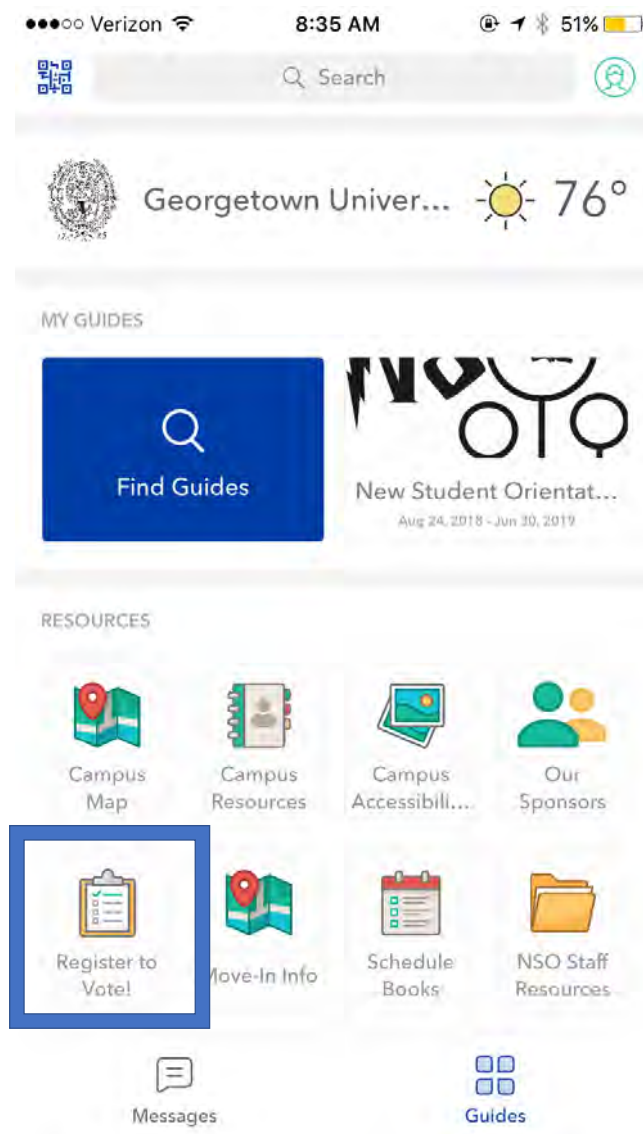 Verizon 8:35 AM 51%
Search
Georgetown Univer... 76°
MY GUIDES
Find Guides
New Student Orientat...
Aug 24, 2018 - Jun 30, 2019
RESOURCES
Campus Map
Campus Resources
Campus Accessibili...
Our Sponsors
Register to Vote!
Move-In Info
Schedule Books
NSO Staff Resources
Messages
Guides